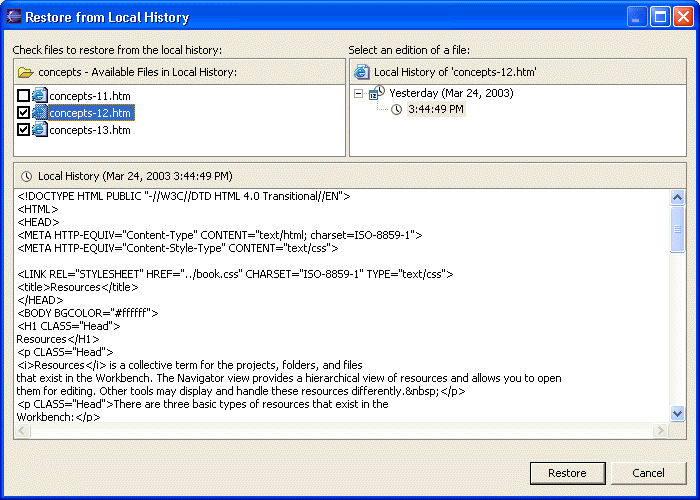 Restore from Local History
Check files to restore from the local history:
Select an edition of a file:
concepts - Available Files in Local History:
Local History of 'concepts-12.htm'
concepts-11.htm
concepts-12.htm
concepts-13.htm
Yesterday (Mar 24, 2003)
3:44:49 PM
Local History (Mar 24, 2003 3:44:49 PM)
<!DOCTYPE HTML PUBLIC "-//W3C//DTD HTML 4.0 Transitional//EN">
<HTML>
<HEAD>
<META HTTP-EQUIV="Content-Type" CONTENT="text/html; charset=ISO-8859-1">
<META HTTP-EQUIV="Content-Style-Type" CONTENT="text/css">
<LINK REL="STYLESHEET" HREF="../book.css" CHARSET="ISO-8859-1" TYPE="text/css">
<title>Resources</title>
</HEAD>
<BODY BGCOLOR="#ffffff">
<H1 CLASS="Head">
Resources</H1>
<p CLASS="Head">
<i>Resources</i> is a collective term for the projects, folders, and files
that exist in the Workbench. The Navigator view provides a hierarchical view of resources and allows you to open
them for editing. Other tools may display and handle these resources differently.&nbsp;</p>
<p CLASS="Head">There are three basic types of resources that exist in the
Workbench:</p>
Restore
Cancel